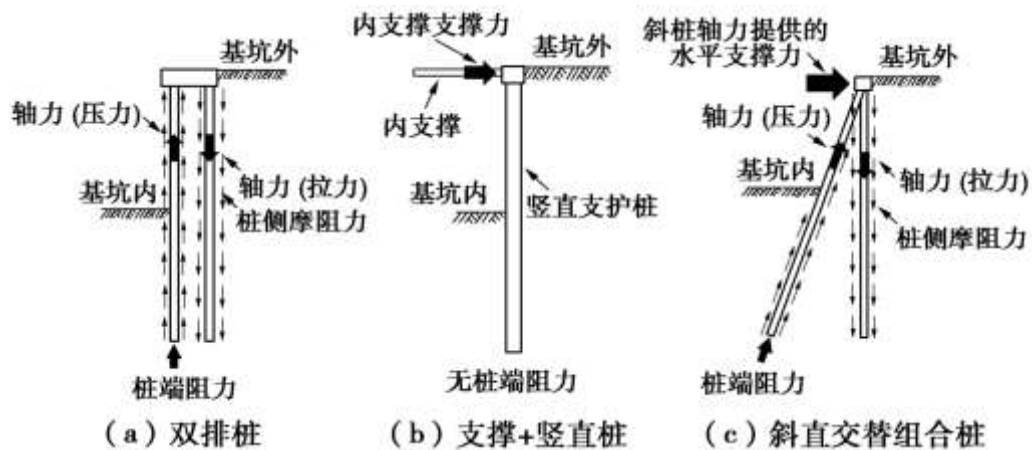 基坑外
轴力(压力)
基坑内
轴力(拉力)
桩侧摩阻力
桩端阻力
(a)双排桩
内支撑支撑力
基坑外
内支撑
基坑内
竖直支护桩
无桩端阻力
(b)支撑+竖直桩
斜桩轴力提供的
水平支撑力
基坑外
轴力(压力)
基坑内
轴力(拉力)
桩侧摩阻力
桩端阻力
(c)斜直交替组合桩